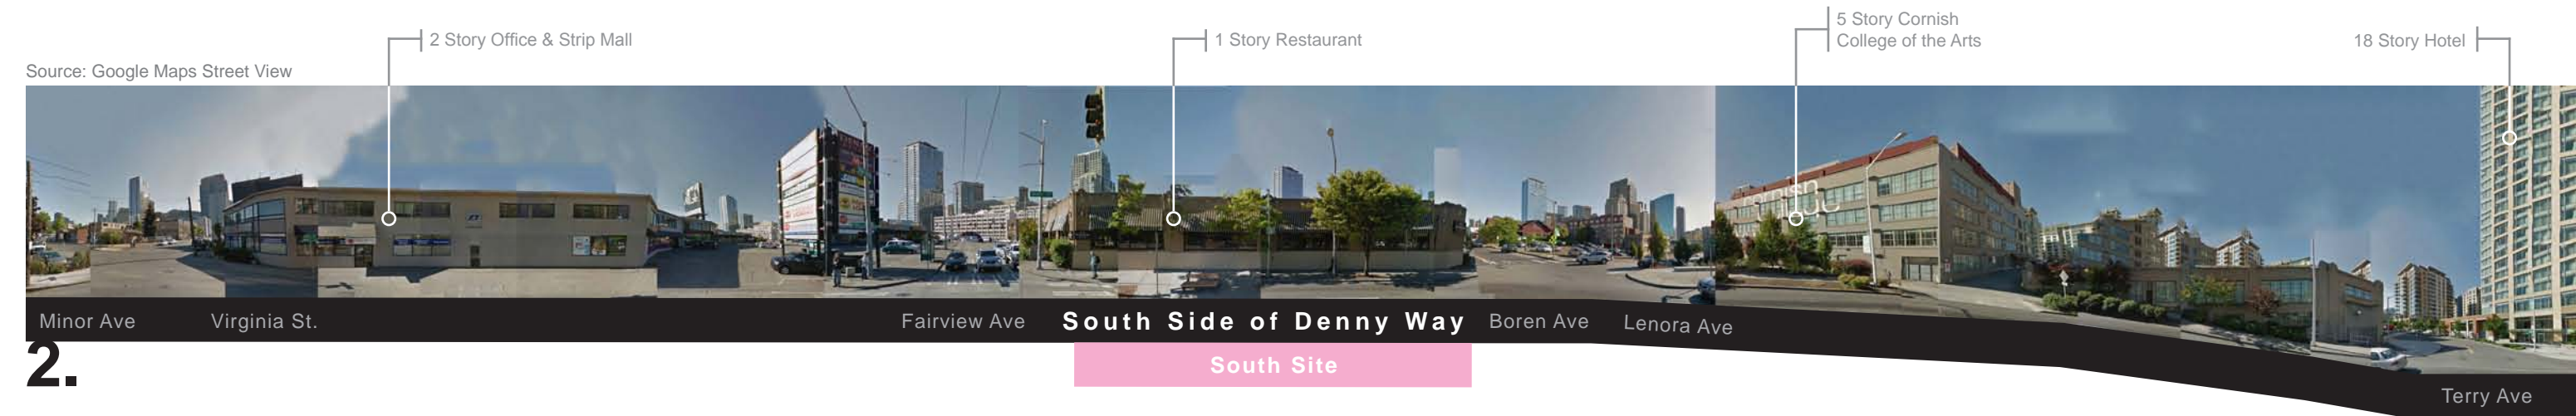 5 Story Cornish
College of the Arts
2 Story Office & Strip Mall
1 Story Restaurant
18 Story Hotel
Source: Google Maps Street View
Minor Ave
Virginia St.
Fairview Ave
South Side of Denny Way
Boren Ave
Lenora Ave
South Site
2.
Terry Ave